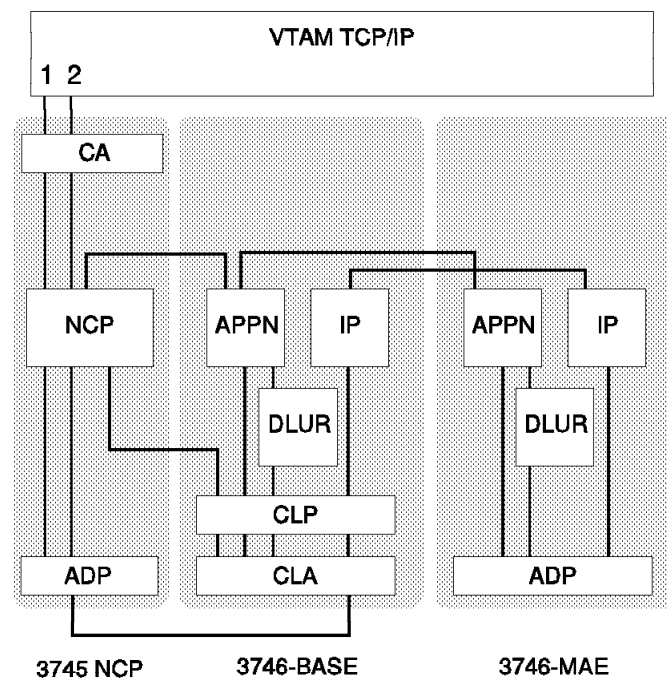 VTAM TCP/IP
1 2
CA
NCP
APPN
IP
APPN
IP
DLUR
DLUR
CLP
ADP
CLA
ADP
3745 NCP
3746-BASE
3746-MAE